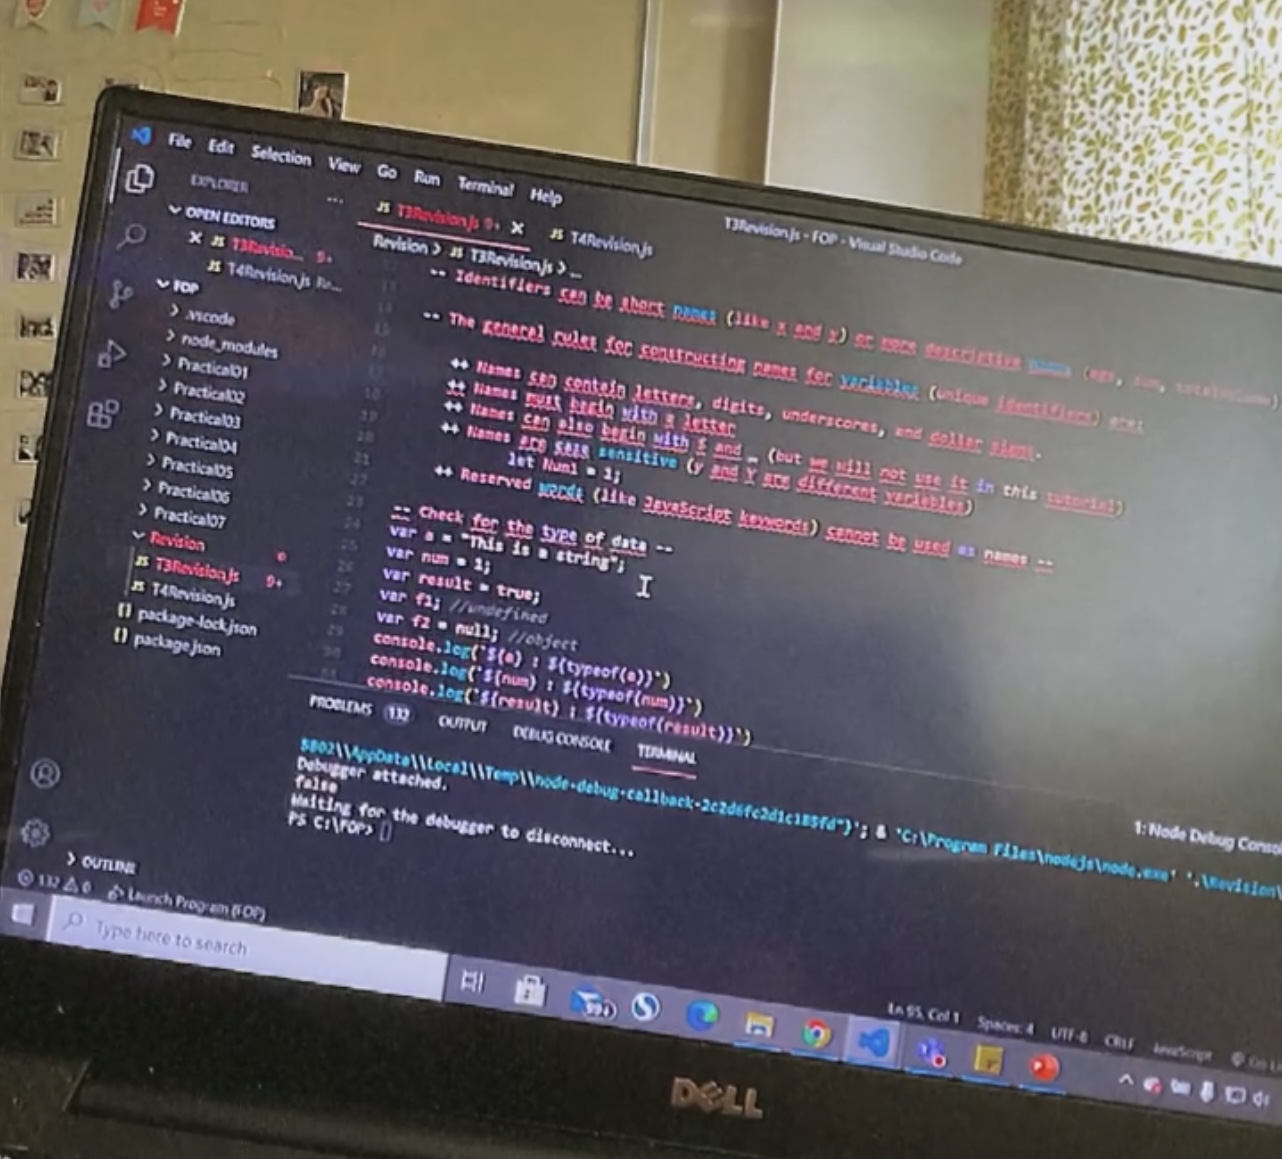 File Edit Selection View Go Run Terminal Help
T3Revision.js - FOP - Visual Studio Code
EXPLORER ...
OPEN EDITORS
T3Revisio... 9+
T4Revision.js Re...
FOP
.vscode
node_modules
Practical01
Practical02
Practical03
Practical04
Practical05
Practical06
Practical07
Revision
T3Revision.js 9+
T4Revision.js
package-lock.json
package.json
OUTLINE
JS T3Revision.js 9+ JS T4Revision.js
Revision > JS T3Revision.js > ...
-- Identifiers can be short names (like x and y) or more descriptive names (age, sum,
-- The general rules for constructing names for variables (unique identifiers) are:
++ Names can contain letters, digits, underscores, and dollar signs.
++ Names must begin with a letter
++ Names can also begin with $ and _ (but we will not use it in this tutorial)
++ Names are case sensitive (y and Y are different variables)
let Num1 = 1;
++ Reserved words (like JavaScript keywords) cannot be used as names --
-- Check for the type of data --
var a = "This is a string";
var num = 1;
var result = true;
var f1; //undefined
var f2 = null; //object
console.log(`${a} : ${typeof(a)}`)
console.log(`${num} : ${typeof(num)}`)
console.log(`${result} : ${typeof(result)}`)
PROBLEMS 132 OUTPUT DEBUG CONSOLE TERMINAL
1: Node Debug Conso
5B02\\AppData\\Local\\Temp\\node-debug-callback-2c2d6fc2d1c185fd"}'; & 'C:\Program Files\nodejs\node.exe' '.\Revision\
Debugger attached.
false
Waiting for the debugger to disconnect...
PS C:\FOP>
132 0 Launch Program (FOP)
Ln 95, Col 1 Spaces: 4 UTF-8 CRLF JavaScript
Type here to search
99+
DELL